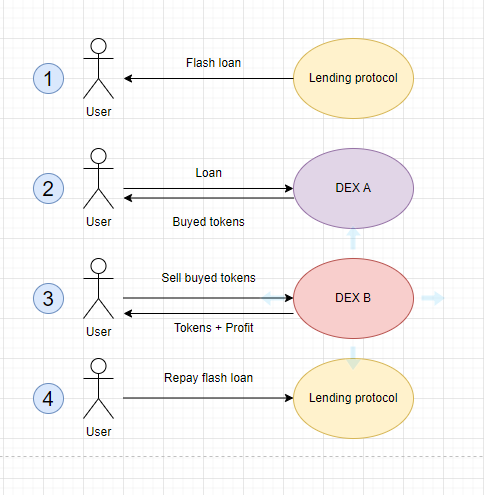 1
Flash loan
Lending protocol
User
2
Loan
DEX A
Buyed tokens
User
3
Sell buyed tokens
DEX B
Tokens + Profit
User
4
Repay flash loan
Lending protocol
User